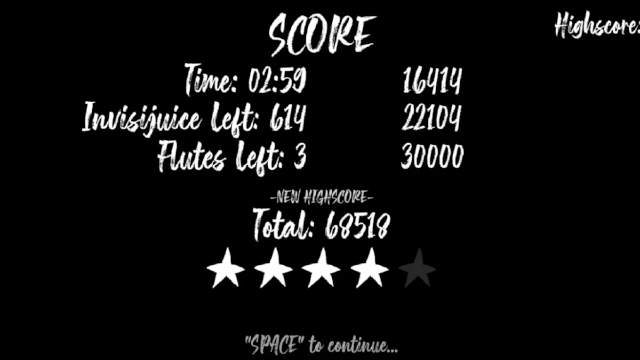 SCORE
Highscore:
Time: 02:59 16414
Invisijuice Left: 614 22104
Flutes Left: 3 30000
-NEW HIGHSCORE-
Total: 68518
"SPACE" to continue...